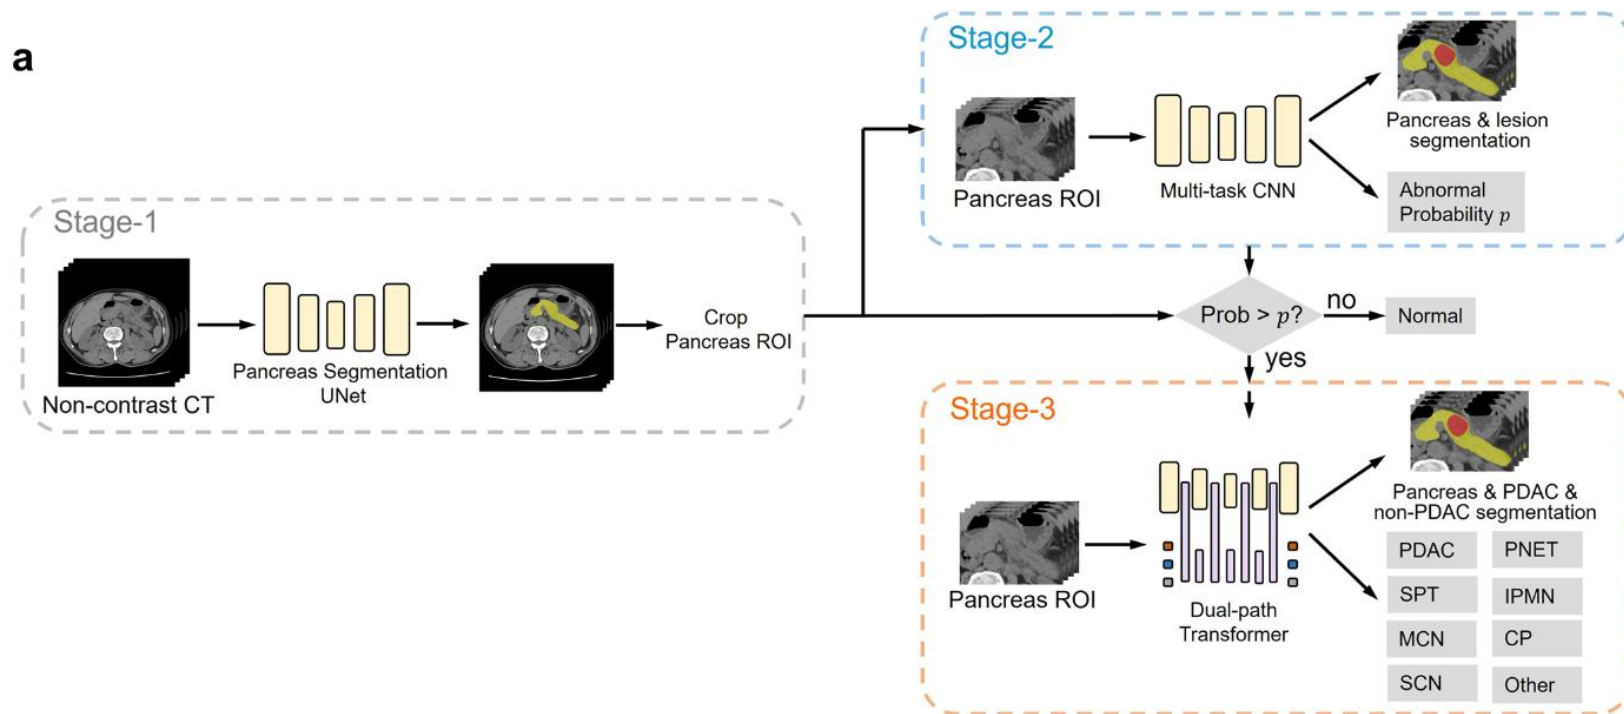 a
Stage-1
Non-contrast CT
Pancreas Segmentation
UNet
Crop
Pancreas ROI
Stage-2
Pancreas ROI
Multi-task CNN
Pancreas & lesion
segmentation
Abnormal
Probability p
Prob > p?
no
Normal
yes
Stage-3
Pancreas ROI
Dual-path
Transformer
Pancreas & PDAC &
non-PDAC segmentation
PDAC
PNET
SPT
IPMN
MCN
CP
SCN
Other